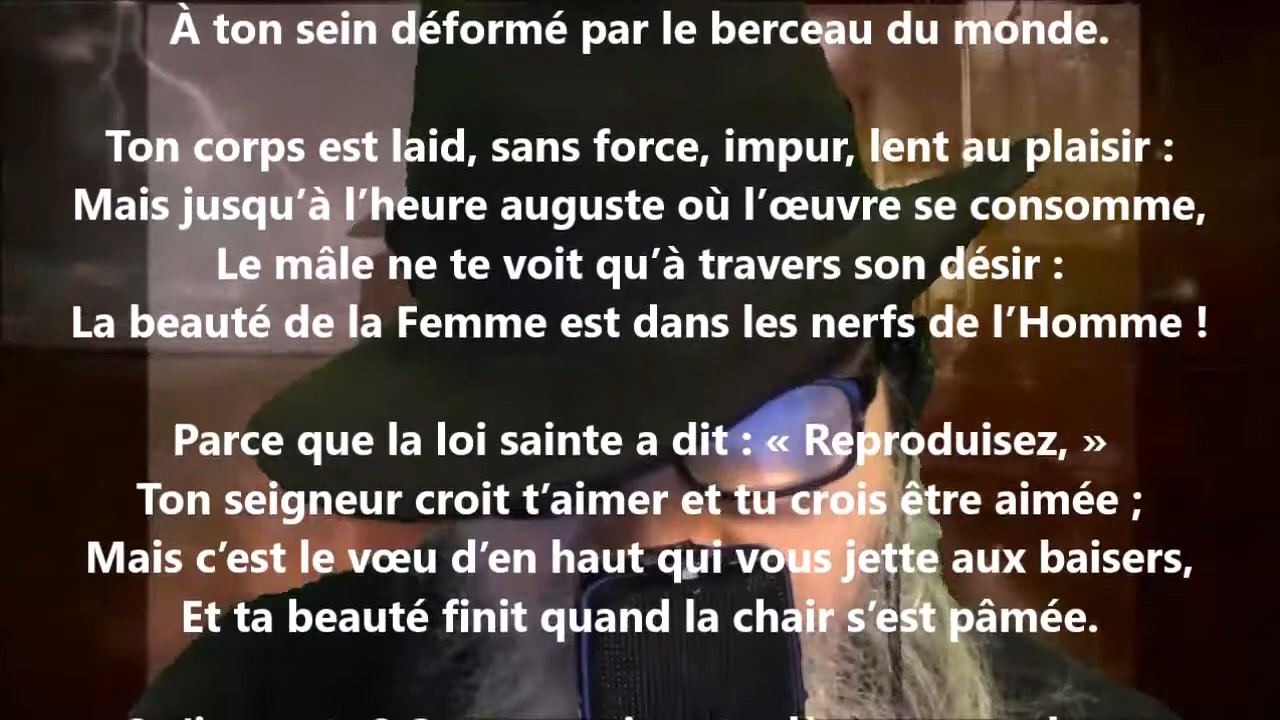 À ton sein déformé par le berceau du monde.
Ton corps est laid, sans force, impur, lent au plaisir :
Mais jusqu’à l’heure auguste où l’œuvre se consomme,
Le mâle ne te voit qu’à travers son désir :
La beauté de la Femme est dans les nerfs de l’Homme !
Parce que la loi sainte a dit : « Reproduisez, »
Ton seigneur croit t’aimer et tu crois être aimée ;
Mais c’est le vœu d’en haut qui vous jette aux baisers,
Et ta beauté finit quand la chair s’est pâmée.